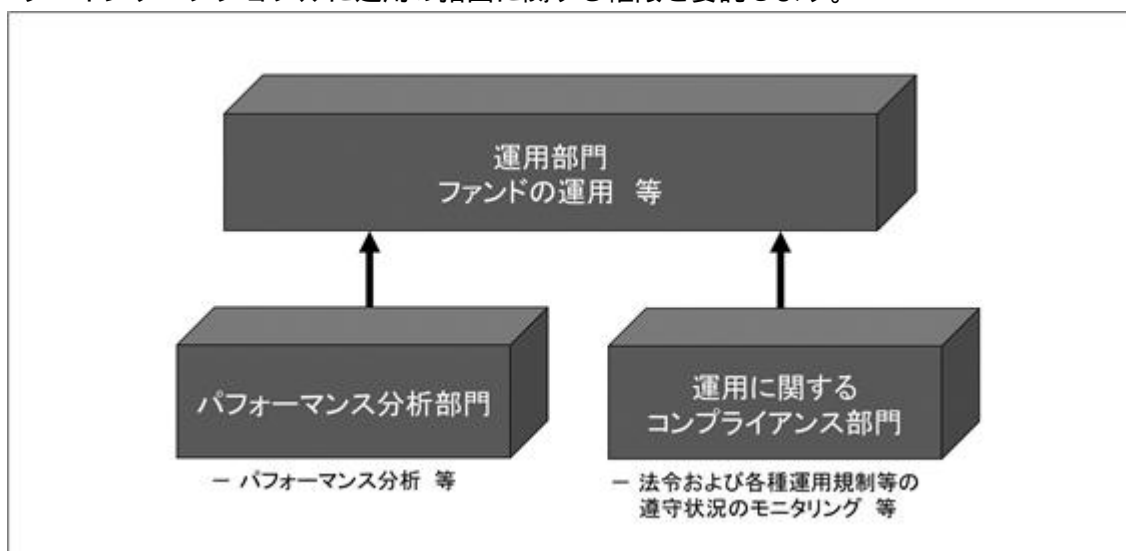 運用部門
ファンドの運用 等
パフォーマンス分析部門
運用に関する
コンプライアンス部門
－ パフォーマンス分析 等
－ 法令および各種運用規制等の
遵守状況のモニタリング 等